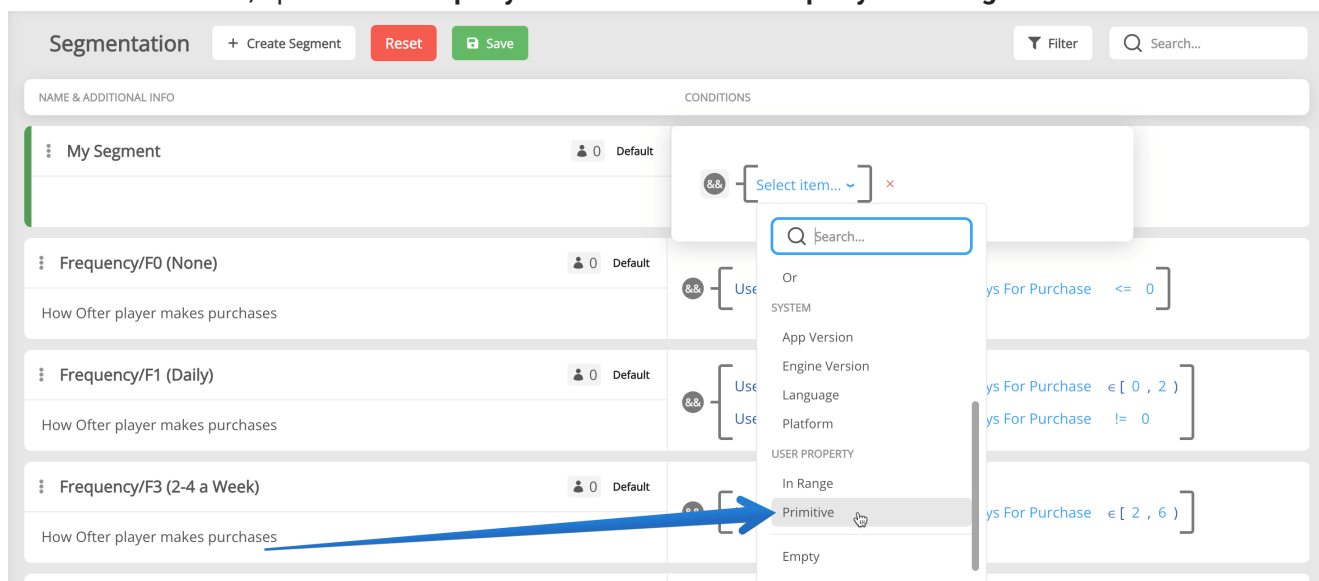 Segmentation + Create Segment Reset Save Filter Search...
NAME & ADDITIONAL INFO CONDITIONS
My Segment 0 Default
&& Select item... ×
Search...
Or
SYSTEM
App Version
Engine Version
Language
Platform
USER PROPERTY
In Range
Primitive
Empty
Frequency/F0 (None) 0 Default
How Ofter player makes purchases
&& Use ys For Purchase <= 0
Frequency/F1 (Daily) 0 Default
How Ofter player makes purchases
&& Use ys For Purchase ∈ [ 0 , 2 )
Use ys For Purchase != 0
Frequency/F3 (2-4 a Week) 0 Default
How Ofter player makes purchases
ys For Purchase ∈ [ 2 , 6 )